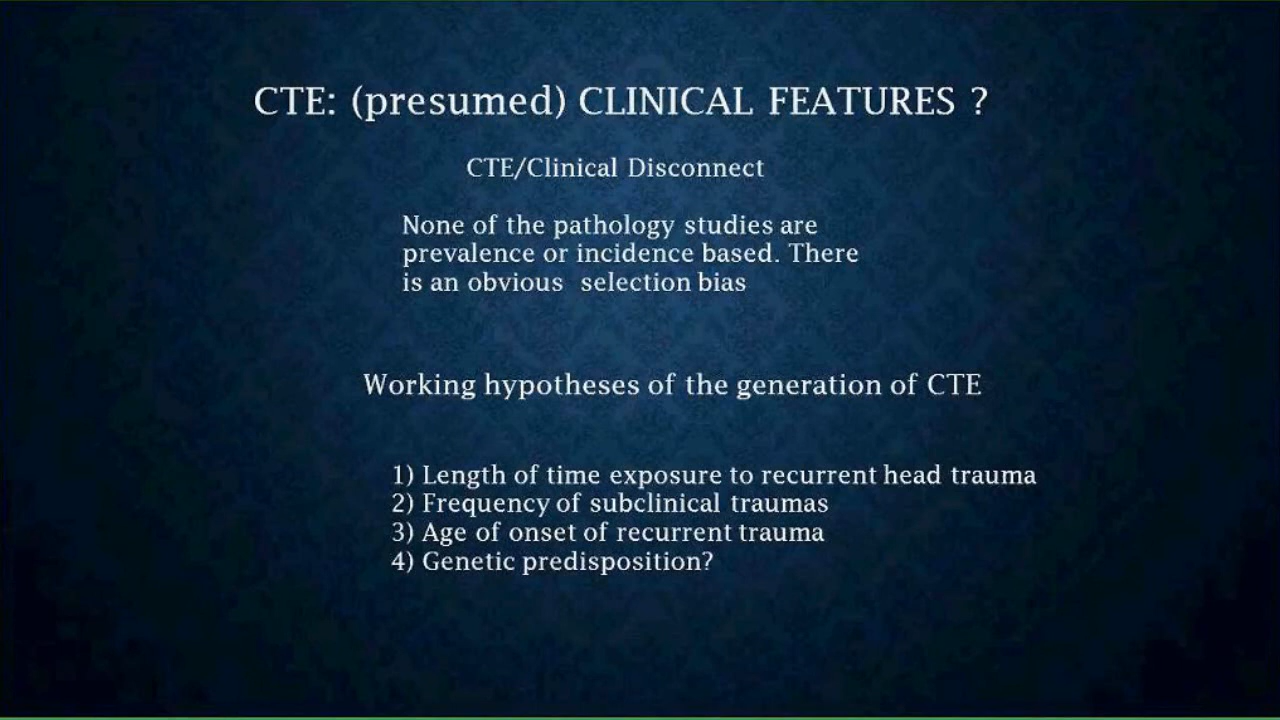 CTE: (presumed) CLINICAL FEATURES ?
CTE/Clinical Disconnect
None of the pathology studies are
prevalence or incidence based. There
is an obvious selection bias
Working hypotheses of the generation of CTE
1) Length of time exposure to recurrent head trauma
2) Frequency of subclinical traumas
3) Age of onset of recurrent trauma
4) Genetic predisposition?